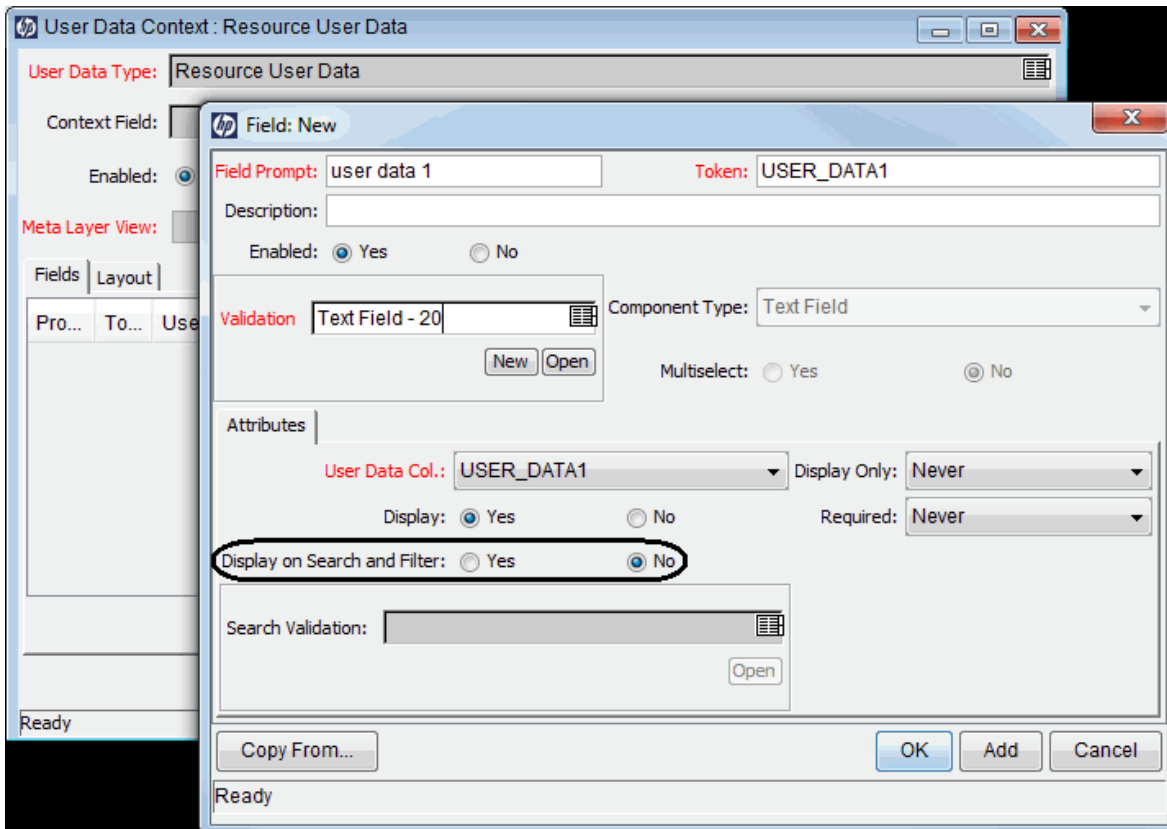 hp User Data Context : Resource User Data
User Data Type: Resource User Data
Context Field:
Enabled:
Meta Layer View:
Fields Layout
Pro... To... Use
Ready
hp Field: New
Field Prompt: user data 1 Token: USER_DATA1
Description:
Enabled: Yes No
Validation Text Field - 20 Component Type: Text Field
New Open Multiselect: Yes No
Attributes
User Data Col.: USER_DATA1 Display Only: Never
Display: Yes No Required: Never
Display on Search and Filter: Yes No
Search Validation:
Open
Copy From... OK Add Cancel
Ready